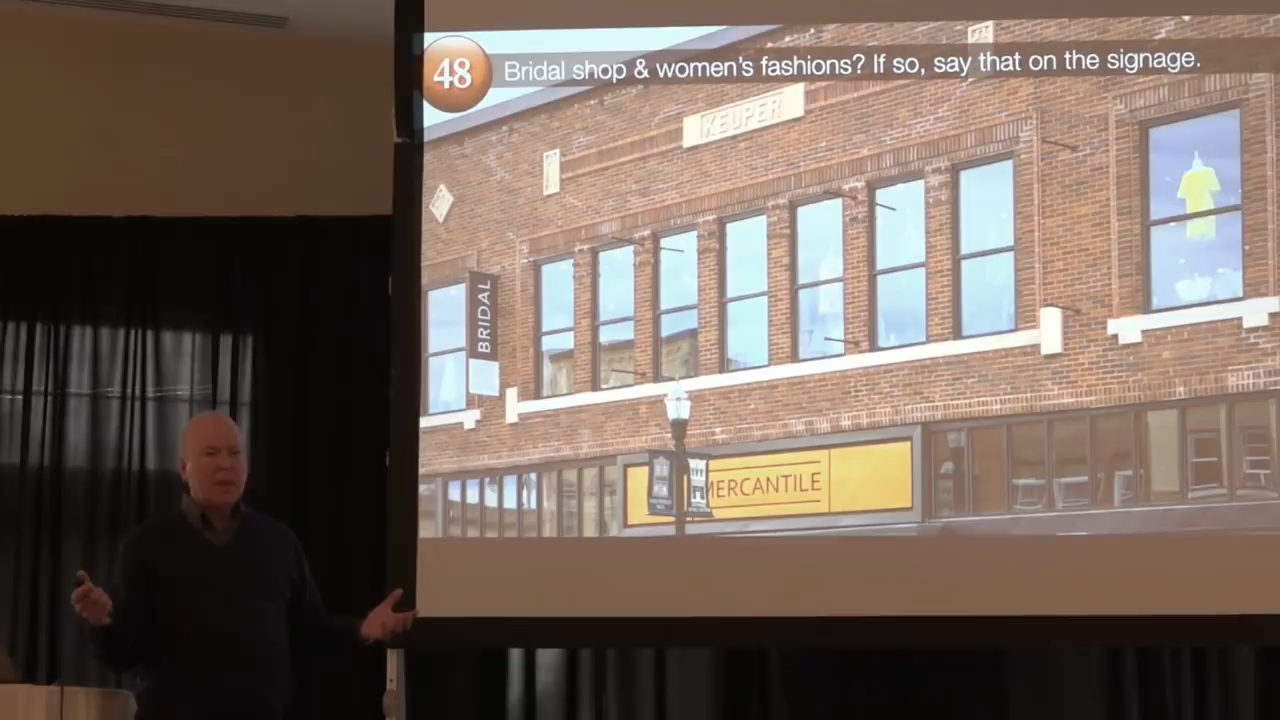 48
Bridal shop & women's fashions? If so, say that on the signage.
KEUPER
BRIDAL
MERCANTILE